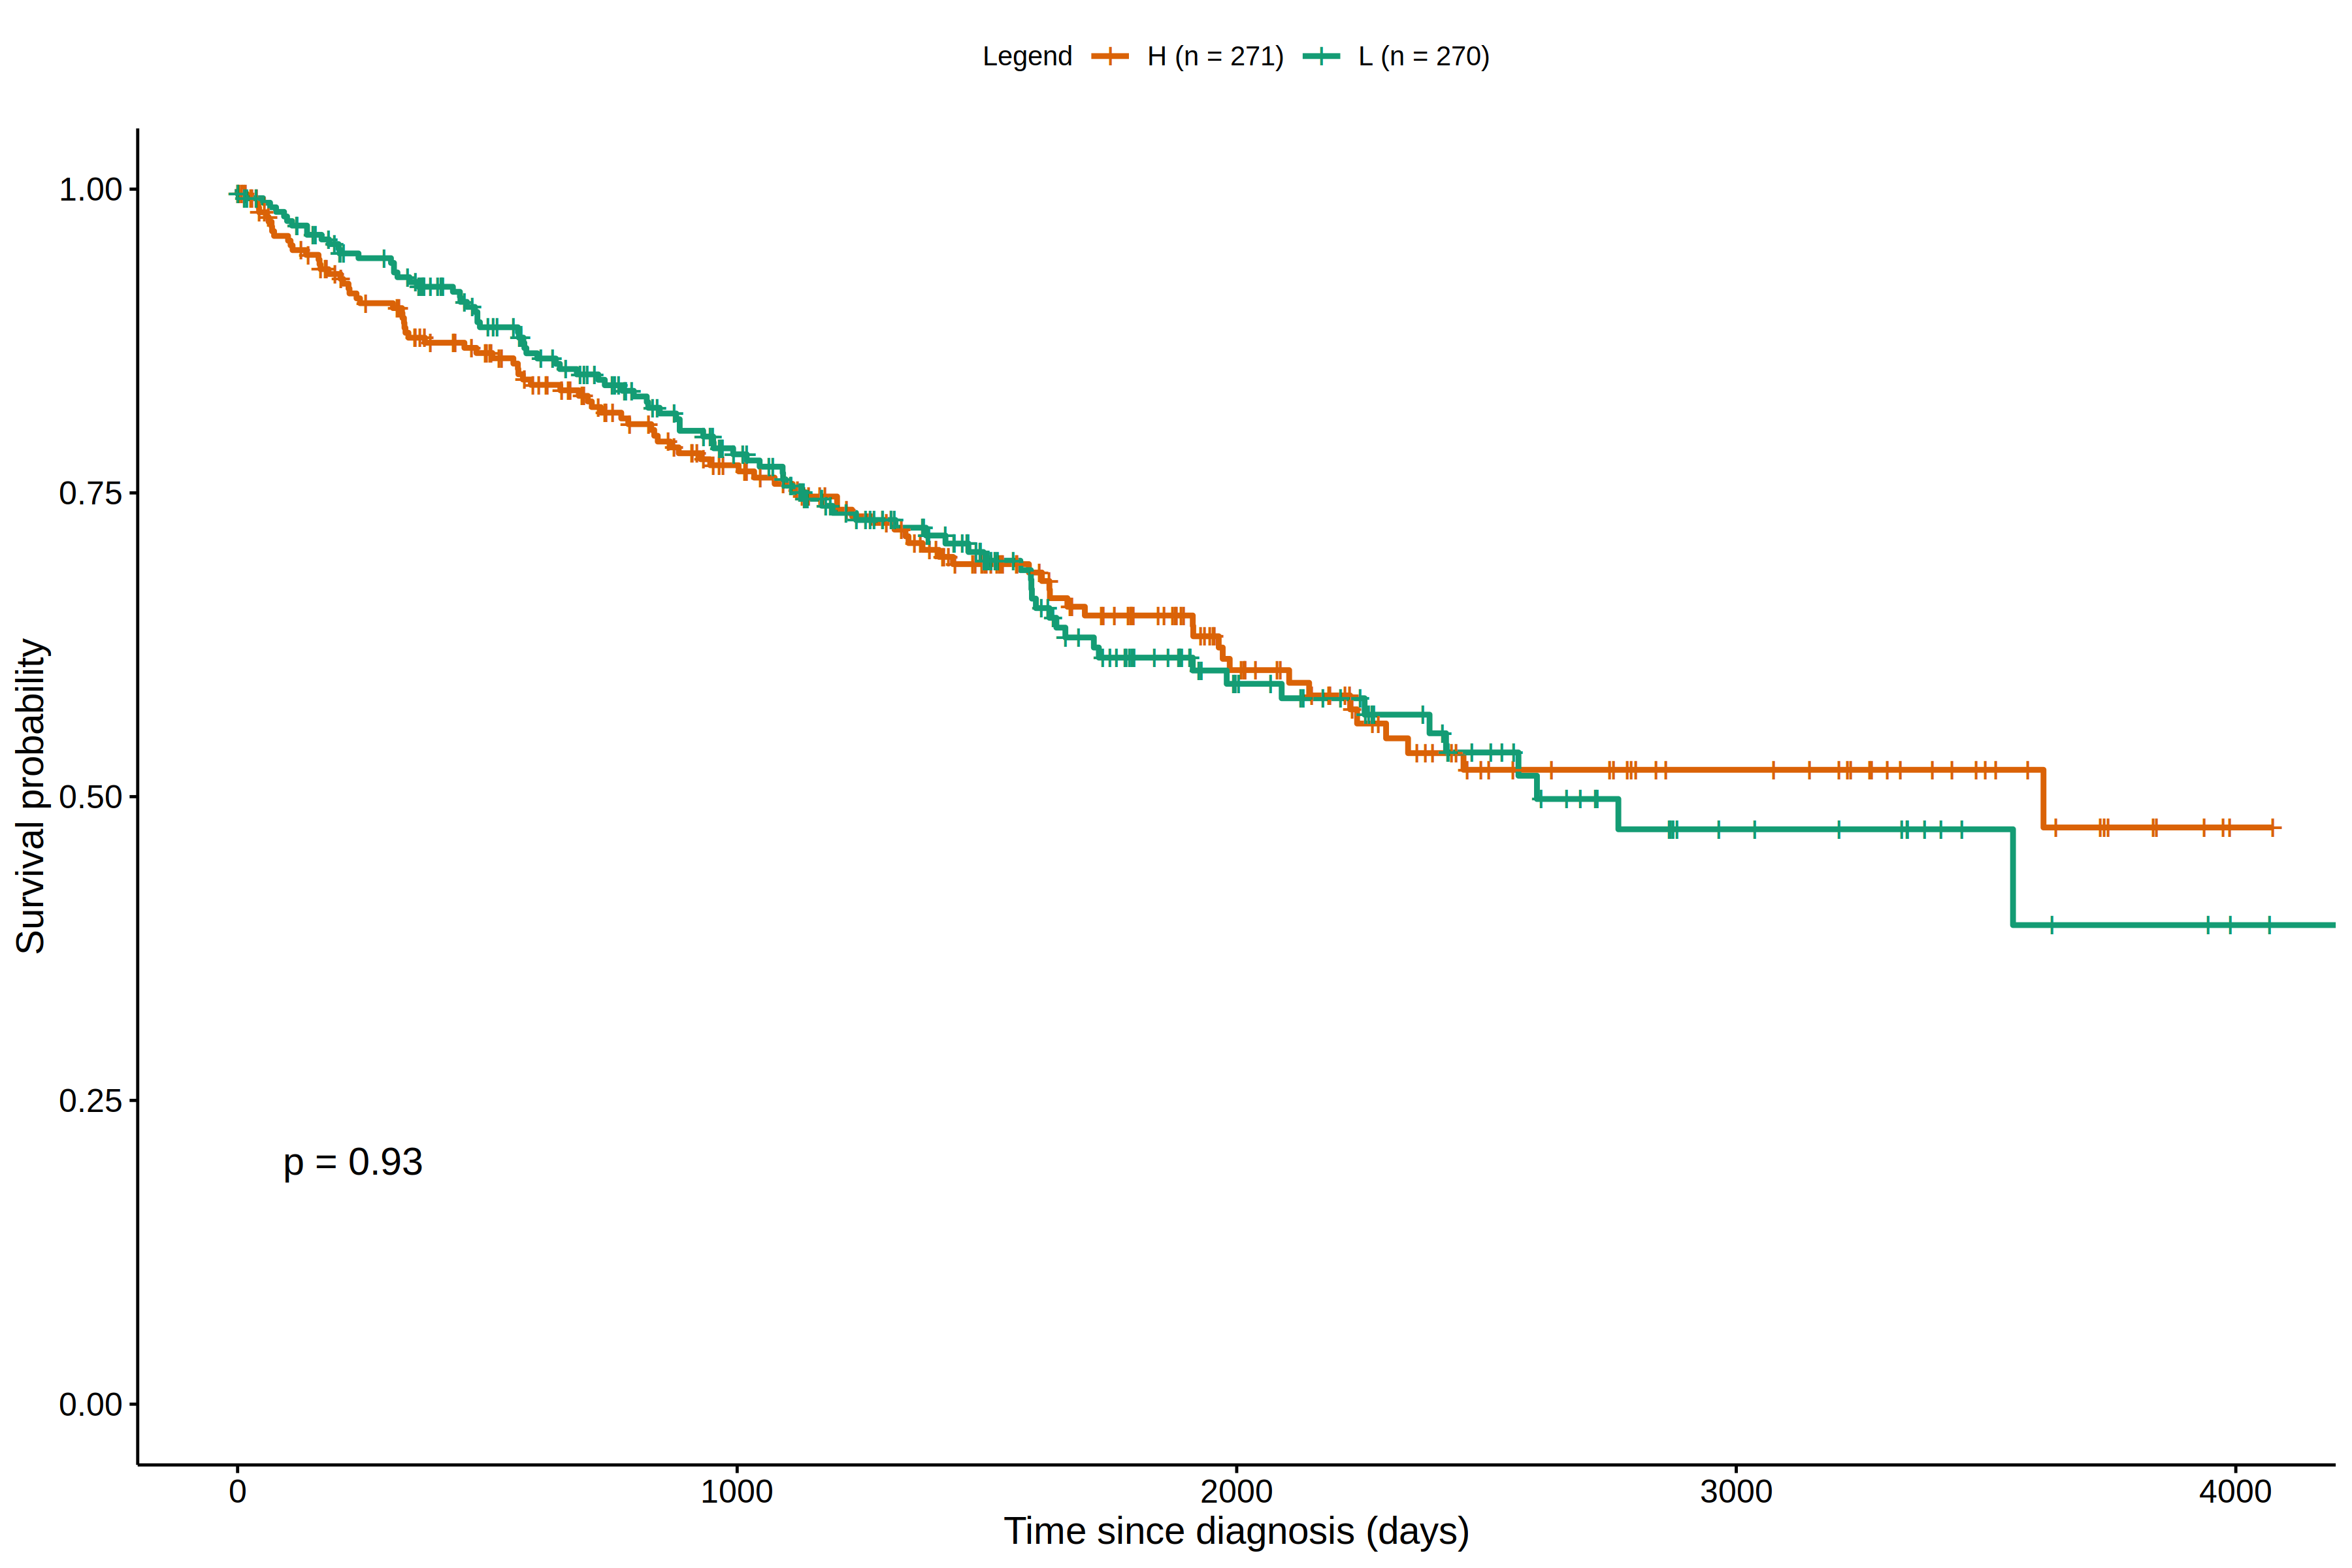 Legend H (n = 271) L (n = 270)
Survival probability
1.00
0.75
0.50
0.25
0.00
p = 0.93
0 1000 2000 3000 4000
Time since diagnosis (days)